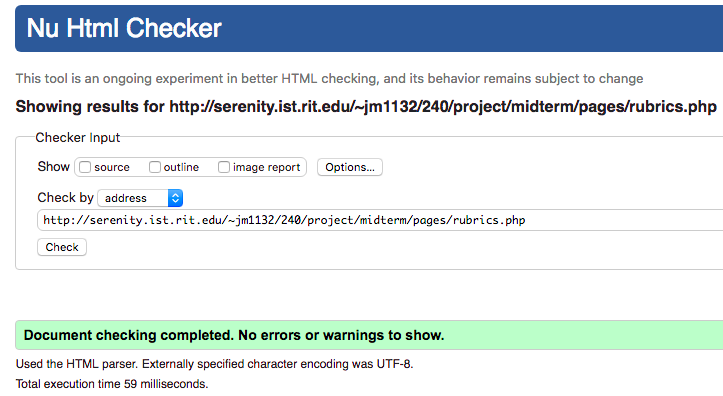 Nu Html Checker
This tool is an ongoing experiment in better HTML checking, and its behavior remains subject to change
Showing results for http://serenity.ist.rit.edu/~jm1132/240/project/midterm/pages/rubrics.php
Checker Input
Show source outline image report Options...
Check by address
http://serenity.ist.rit.edu/~jm1132/240/project/midterm/pages/rubrics.php
Check
Document checking completed. No errors or warnings to show.
Used the HTML parser. Externally specified character encoding was UTF-8.
Total execution time 59 milliseconds.